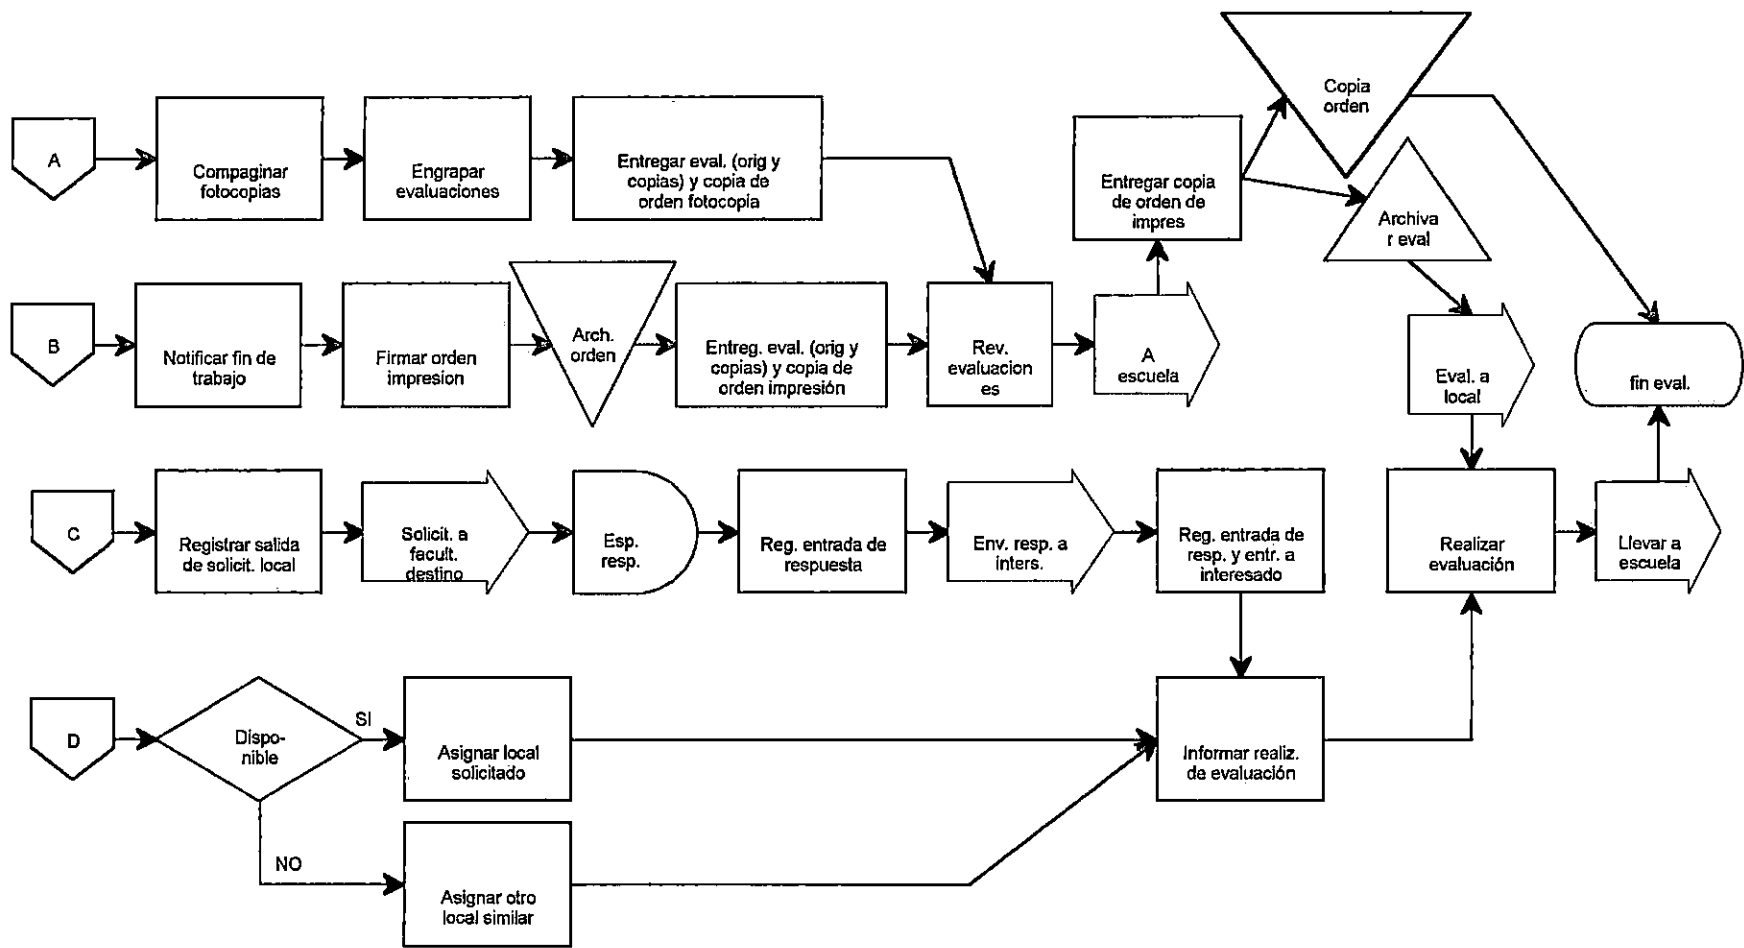 Copia
orden
A
Compaginar
fotocopias
Engrapar
evaluaciones
Entregar eval. (orig y
copias) y copia de
orden fotocopia
Entregar copia
de orden de
impres
Archiva
r eval
B
Notificar fin de
trabajo
Firmar orden
impresion
Arch.
orden
Entreg. eval. (orig y
copias) y copia de
orden impresión
Rev.
evaluacion
es
A
escuela
Eval. a
local
fin eval.
C
Registrar salida
de solicit. local
Solicit. a
facult.
destino
Esp.
resp.
Reg. entrada de
respuesta
Env. resp. a
inters.
Reg. entrada de
resp. y entr. a
interesado
Realizar
evaluación
Llevar a
escuela
D
Dispo-
nible
SI
Asignar local
solicitado
Informar realiz.
de evaluación
NO
Asignar otro
local similar